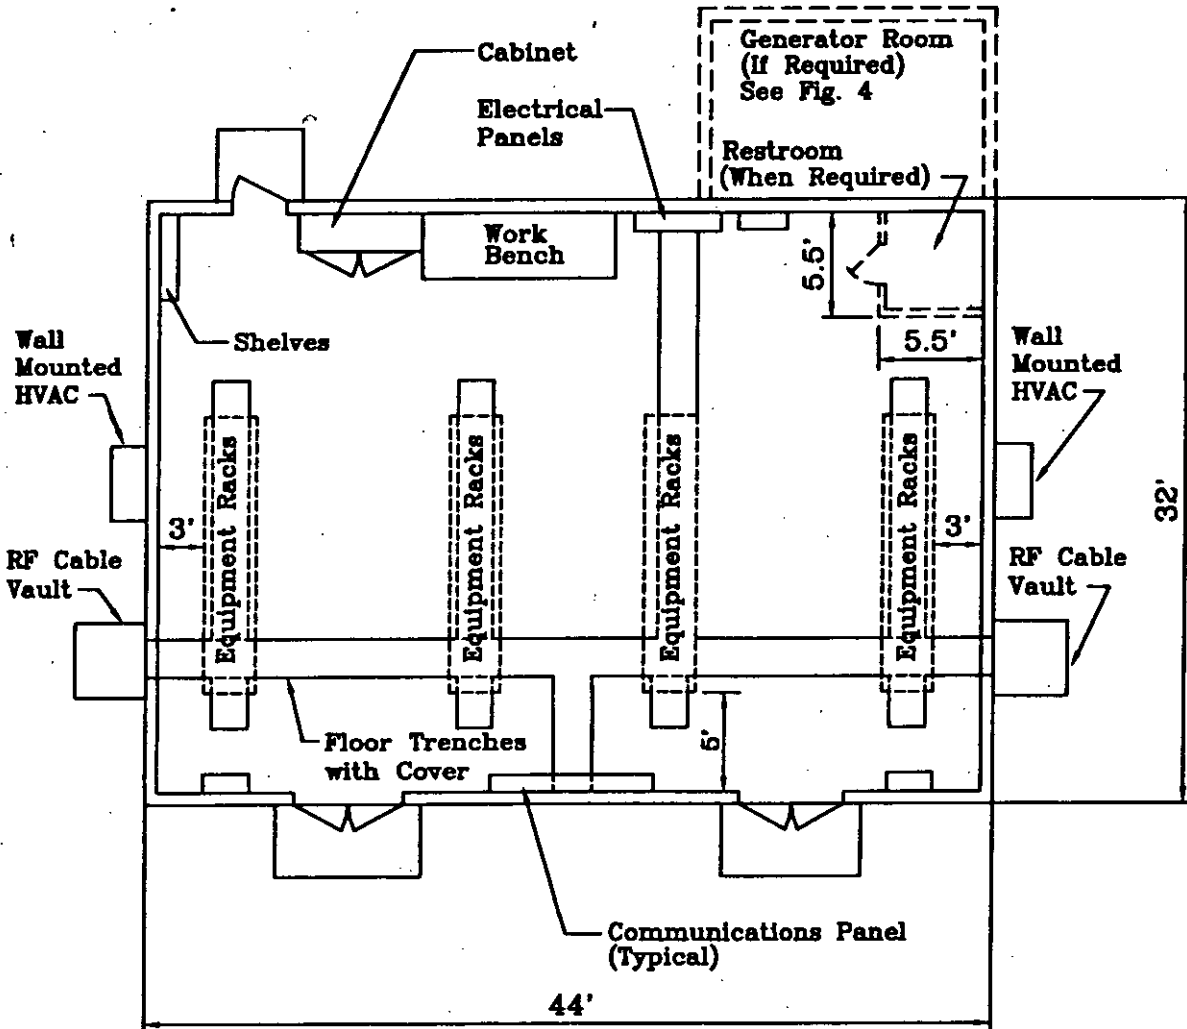 Cabinet
Generator Room
(If Required)
See Fig. 4
Electrical
Panels
Restroom
(When Required)
Work
Bench
5.5'
5.5'
Shelves
Wall
Mounted
HVAC
Wall
Mounted
HVAC
Equipment Racks
Equipment Racks
Equipment Racks
Equipment Racks
3'
3'
32'
RF Cable
Vault
RF Cable
Vault
5'
Floor Trenches
with Cover
Communications Panel
(Typical)
44'